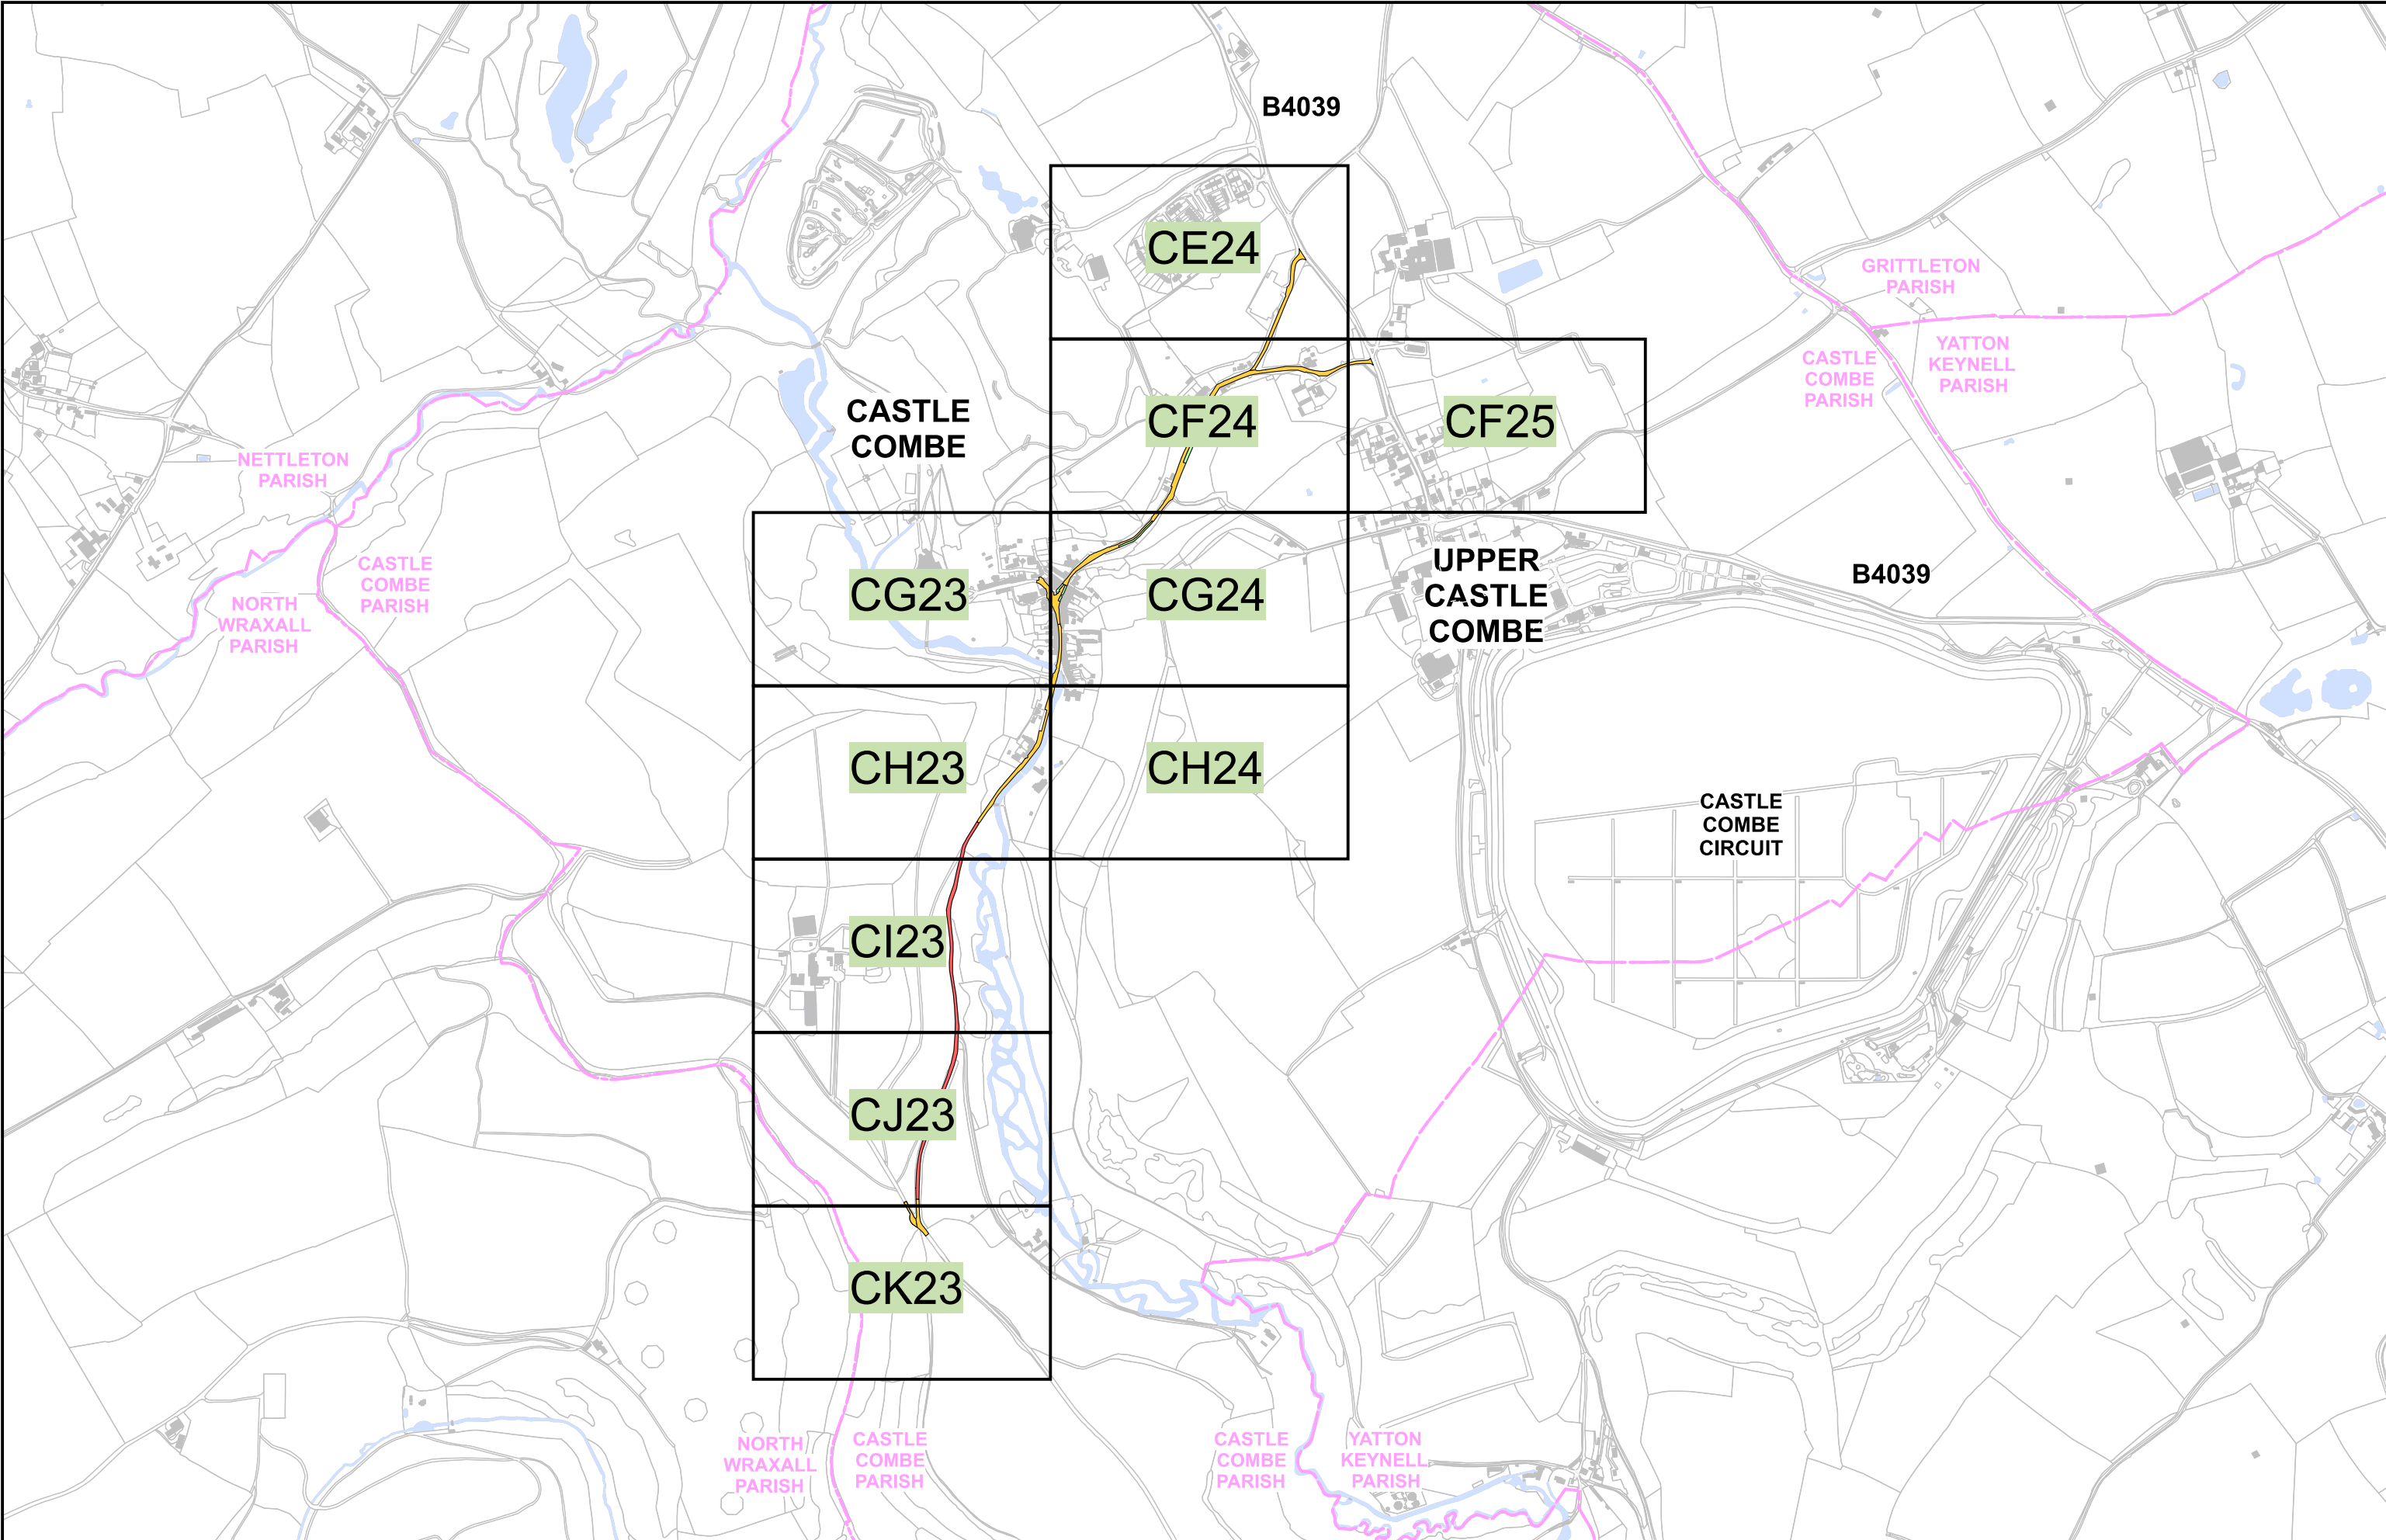 B4039
CE24
GRITTLETON
PARISH
YATTON
KEYNELL
PARISH
CASTLE
COMBE
PARISH
CASTLE
COMBE
CF24
CF25
NETTLETON
PARISH
CASTLE
COMBE
PARISH
NORTH
WRAXALL
PARISH
CG23
CG24
UPPER
CASTLE
COMBE
B4039
CH23
CH24
CASTLE
COMBE
CIRCUIT
CI23
CJ23
CK23
NORTH
WRAXALL
PARISH
CASTLE
COMBE
PARISH
CASTLE
COMBE
PARISH
YATTON
KEYNELL
PARISH